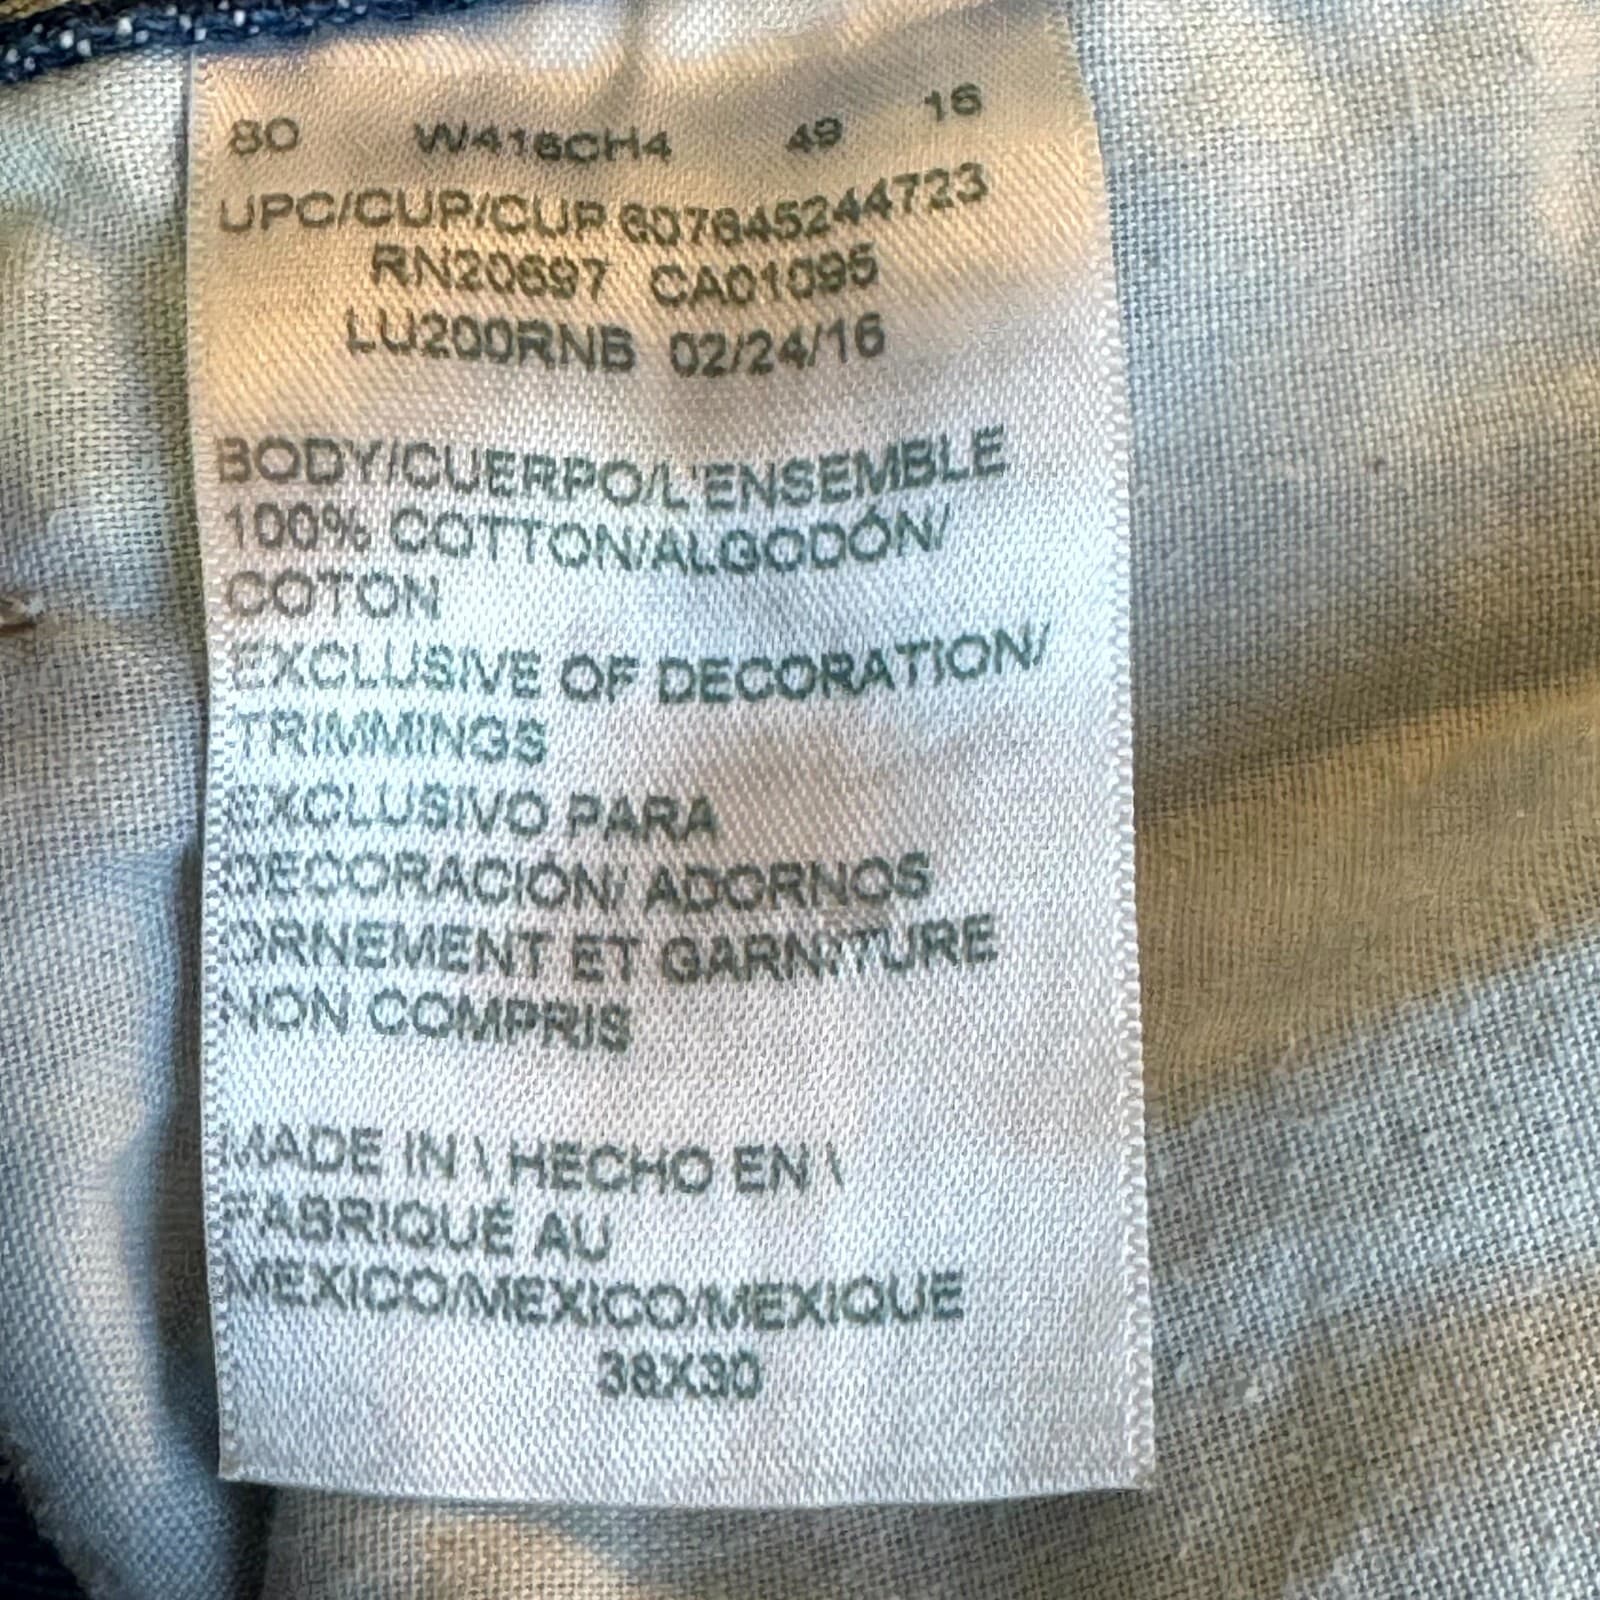 80 W416CH4 49 16
UPC/CUP/CUP 607645244723
RN20697 CA01095
LU200RNB 02/24/16
BODY/CUERPO/L'ENSEMBLE
100% COTTON/ALGODÓN/
COTON
EXCLUSIVE OF DECORATION/
TRIMMINGS
EXCLUSIVO PARA
DECORACIÓN/ ADORNOS
ORNEMENT ET GARNITURE
NON COMPRIS
MADE IN \ HECHO EN \
FABRIQUÉ AU
MEXICO/MEXICO/MEXIQUE
38X30